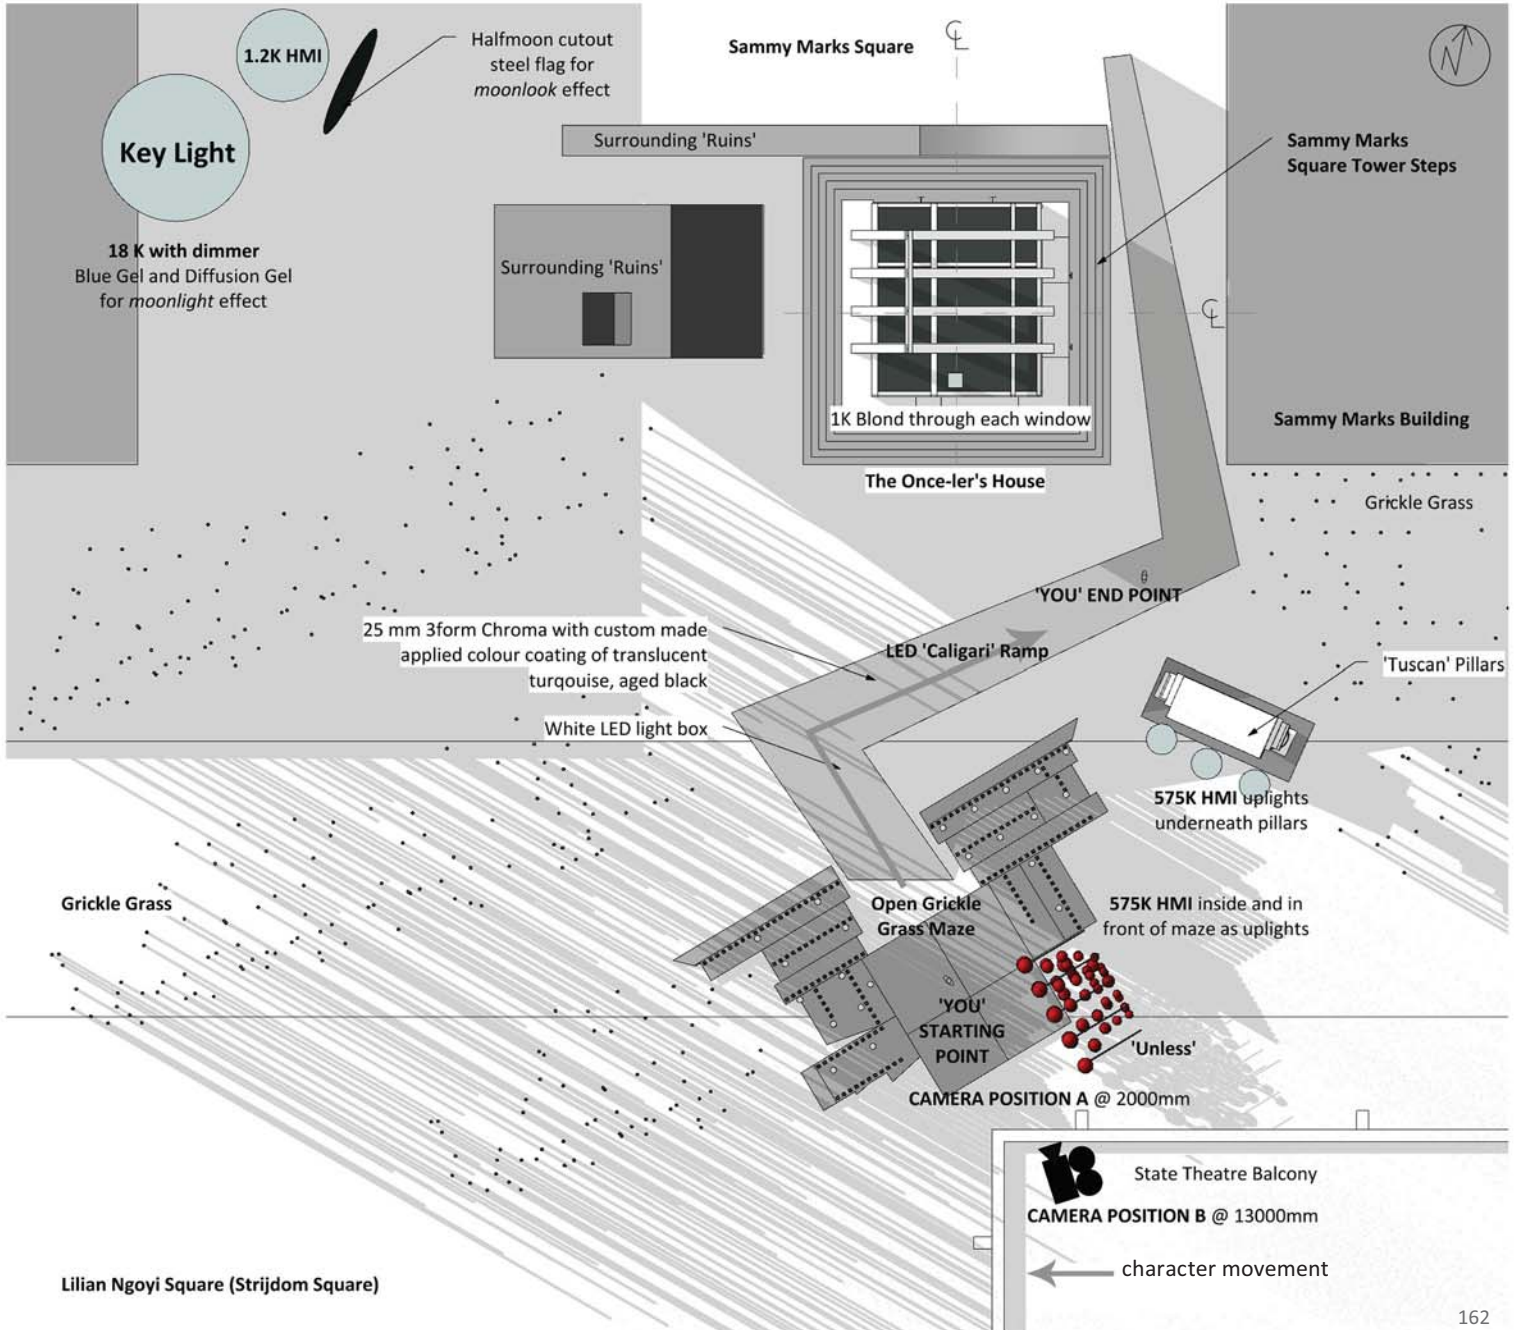 1.2K HMI
Halfmoon cutout
steel flag for
moonlook effect
Sammy Marks Square
CL
N
Key Light
Surrounding 'Ruins'
Sammy Marks
Square Tower Steps
18 K with dimmer
Blue Gel and Diffusion Gel
for moonlight effect
Surrounding 'Ruins'
CL
1K Blond through each window
Sammy Marks Building
The Once-ler's House
Grickle Grass
'YOU' END POINT
25 mm 3form Chroma with custom made
applied colour coating of translucent
turqouise, aged black
LED 'Caligari' Ramp
'Tuscan' Pillars
White LED light box
575K HMI uplights
underneath pillars
Grickle Grass
Open Grickle
Grass Maze
575K HMI inside and in
front of maze as uplights
'YOU'
STARTING
POINT
'Unless'
CAMERA POSITION A @ 2000mm
State Theatre Balcony
CAMERA POSITION B @ 13000mm
character movement
Lilian Ngoyi Square (Strijdom Square)
162